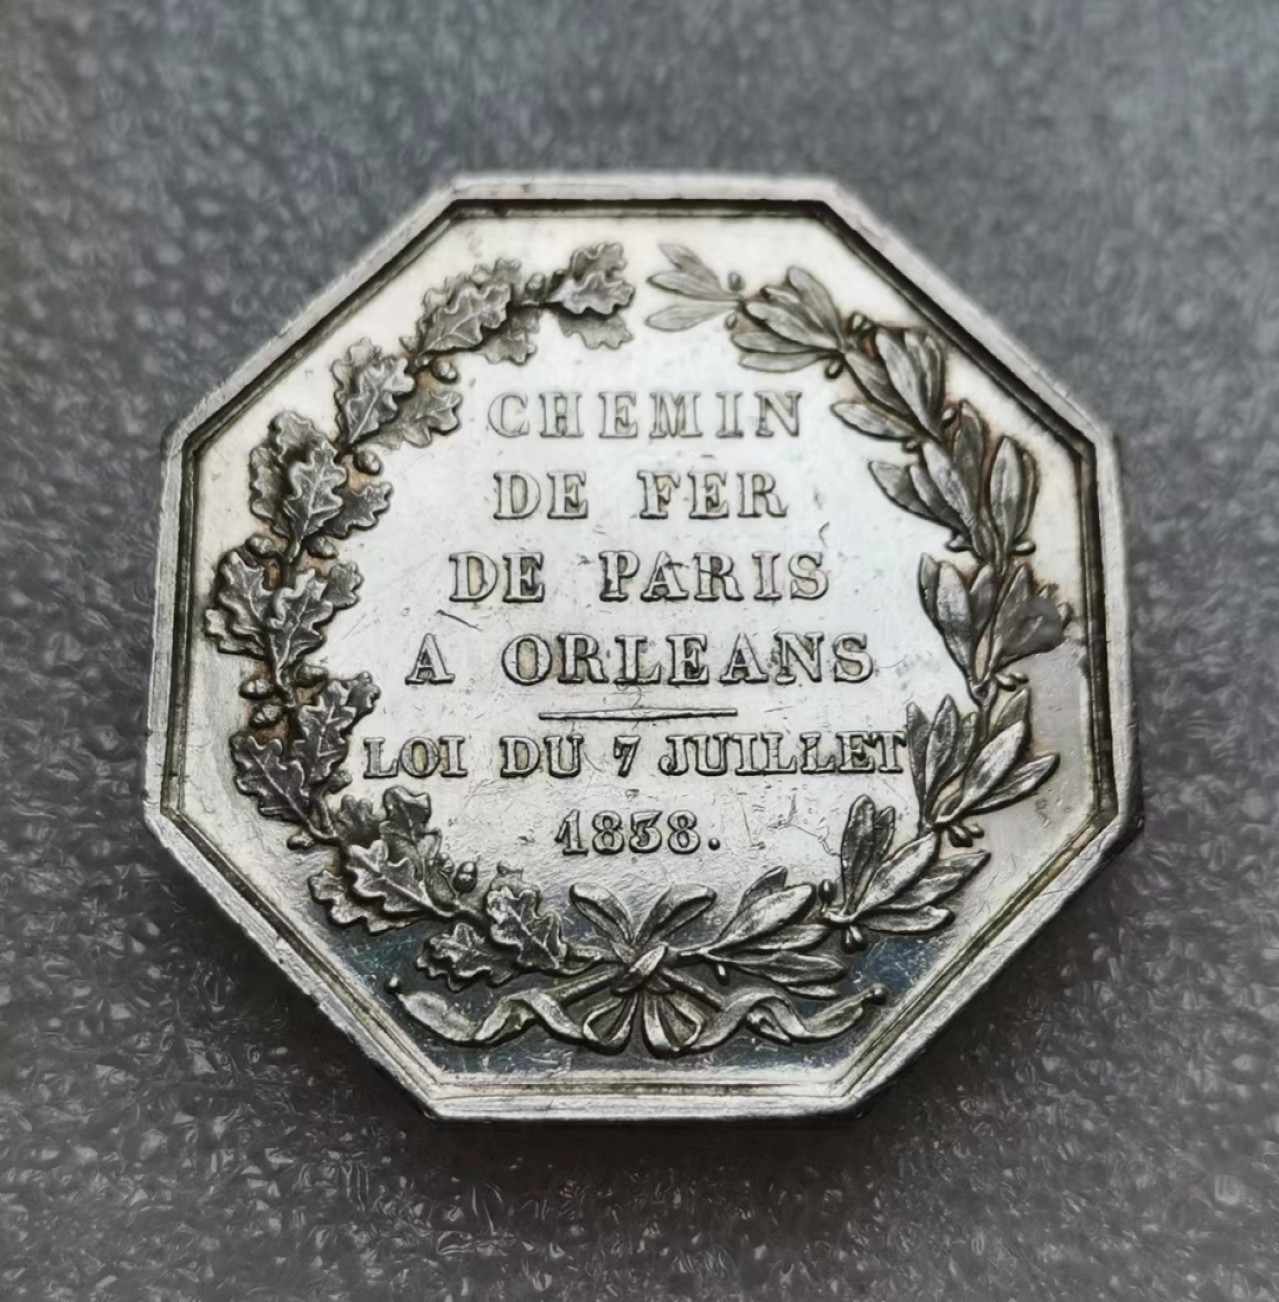 CHEMIN
DE FER
DE PARIS
A ORLEANS
LOI DU 7 JUILLET
1838.